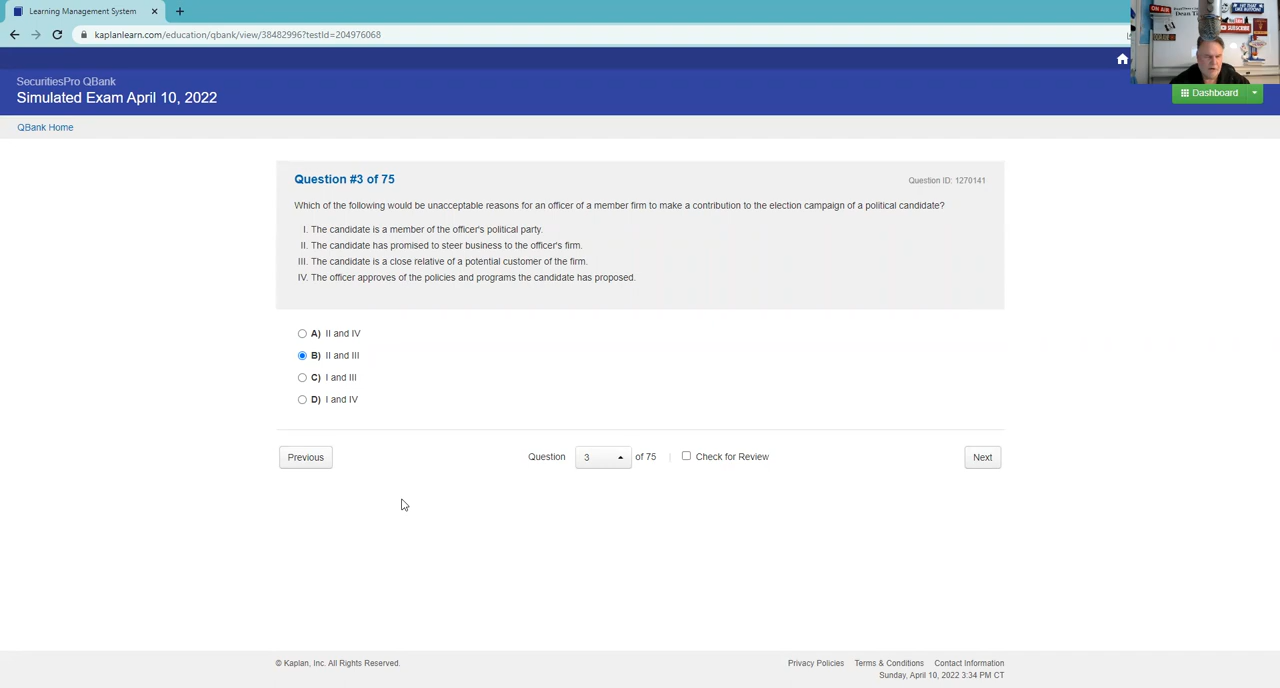 Learning Management System
kaplanlearn.com/education/qbank/view/38482996?testId=204976068
ON AIR
SUBSCRIBE
SecuritiesPro QBank
Simulated Exam April 10, 2022
Dashboard
QBank Home
Question #3 of 75
Question ID: 1270141
Which of the following would be unacceptable reasons for an officer of a member firm to make a contribution to the election campaign of a political candidate?
I. The candidate is a member of the officer's political party.
II. The candidate has promised to steer business to the officer's firm.
III. The candidate is a close relative of a potential customer of the firm.
IV. The officer approves of the policies and programs the candidate has proposed.
A) II and IV
B) II and III
C) I and III
D) I and IV
Previous
Question 3 of 75 | Check for Review
Next
© Kaplan, Inc. All Rights Reserved.
Privacy Policies Terms & Conditions Contact Information
Sunday, April 10, 2022 3:34 PM CT